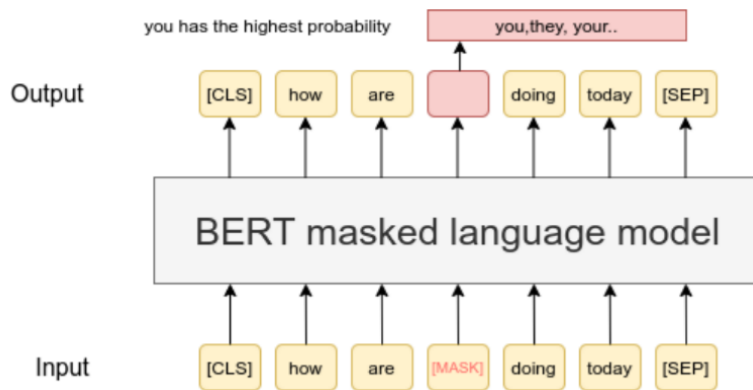 you has the highest probability you,they, your..
Output [CLS] how are doing today [SEP]
BERT masked language model
Input [CLS] how are [MASK] doing today [SEP]